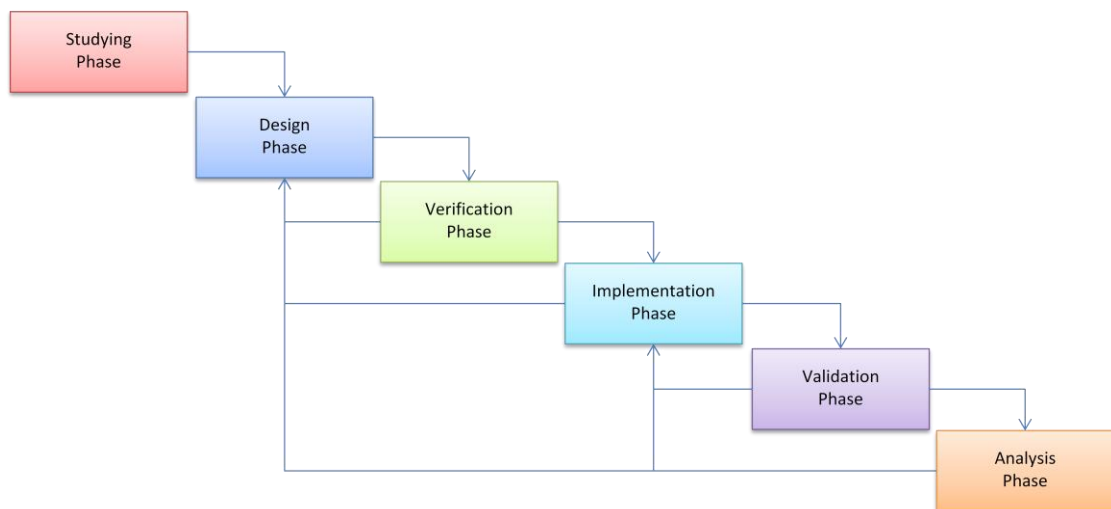 Studying
Phase
Design
Phase
Verification
Phase
Implementation
Phase
Validation
Phase
Analysis
Phase